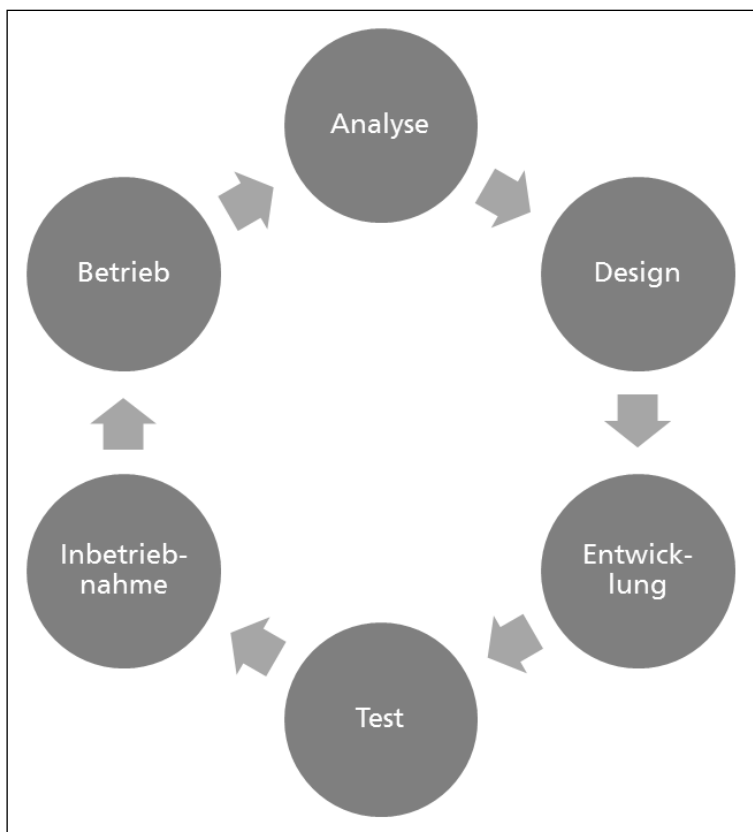 Analyse
Design
Entwick-
lung
Test
Inbetrieb-
nahme
Betrieb